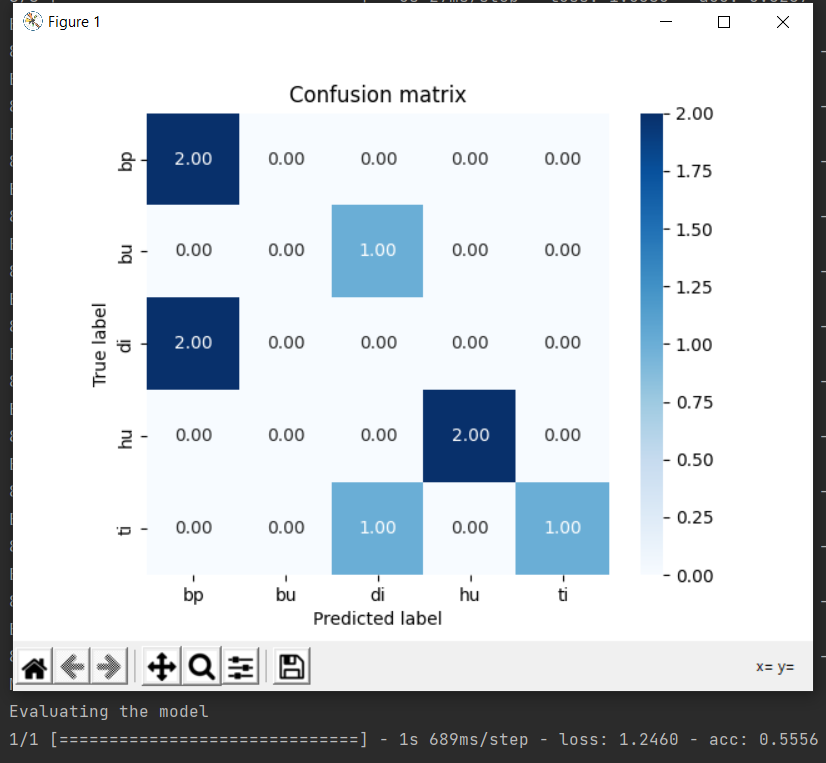 Figure 1
Confusion matrix
2.00
bp 2.00 0.00 0.00 0.00 0.00
1.75
1.50
bu 0.00 0.00 1.00 0.00 0.00
1.25
True label
di 2.00 0.00 0.00 0.00 0.00
1.00
0.75
hu 0.00 0.00 0.00 2.00 0.00
0.50
0.25
ti 0.00 0.00 1.00 0.00 1.00
0.00
bp bu di hu ti
Predicted label
x= y=
Evaluating the model
1/1 [==============================] - 1s 689ms/step - loss: 1.2460 - acc: 0.5556